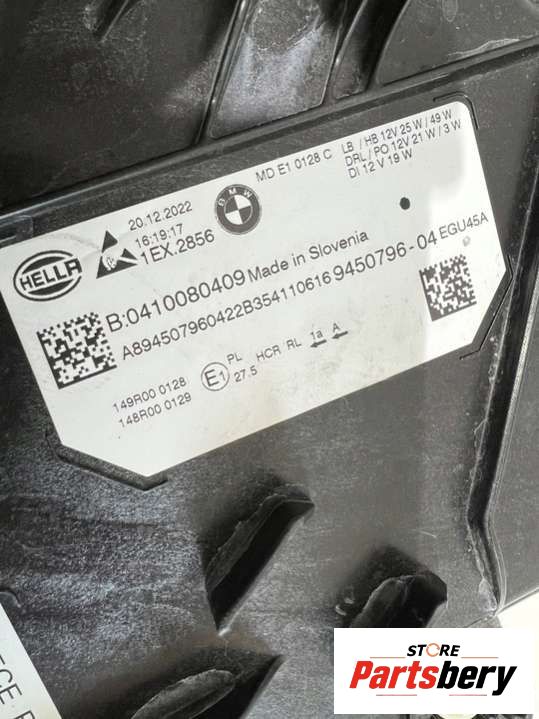 MD E1 0128 C
LB / HB 12V 25 W / 49 W
DRL / PO 12V 21 W / 3 W
DI 12 V 19 W
20.12.2022
16:19:17
1EX.2856
BMW
HELLA
B:0410080409 Made in Slovenia
A894507960422B354110616 9450796-04 EGU45A
149R00 0128
148R00 0129
E1
PL HCR RL 1a A
27.5
STORE
Partsbery